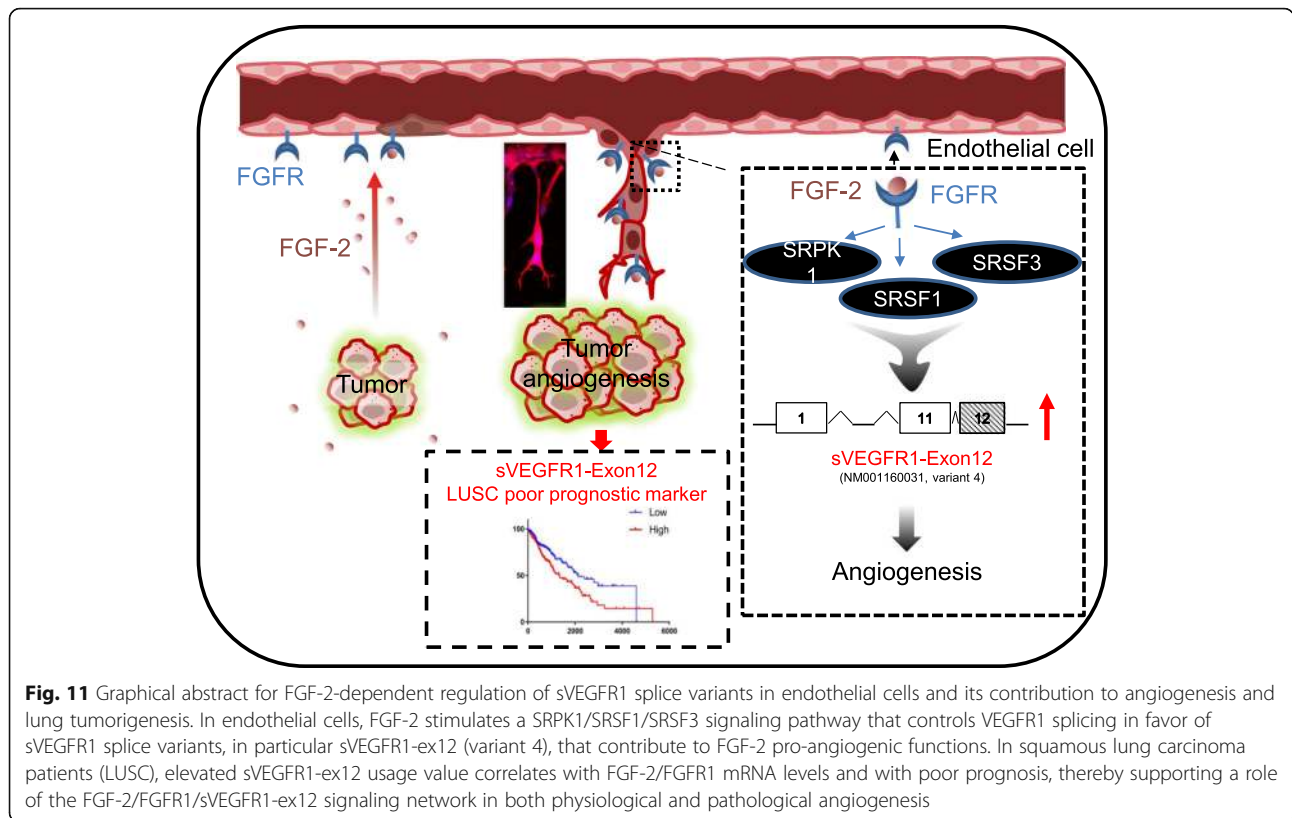 FGFR
FGF-2
Tumor
Tumor
angiogenesis
sVEGFR1-Exon12
LUSC poor prognostic marker
Low
High
100
50
0
0
2000
4000
6000
Endothelial cell
FGF-2
FGFR
SRPK
1
SRSF3
SRSF1
1
11
12
sVEGFR1-Exon12
(NM001160031, variant 4)
Angiogenesis
Fig. 11 Graphical abstract for FGF-2-dependent regulation of sVEGFR1 splice variants in endothelial cells and its contribution to angiogenesis and
lung tumorigenesis. In endothelial cells, FGF-2 stimulates a SRPK1/SRSF1/SRSF3 signaling pathway that controls VEGFR1 splicing in favor of
sVEGFR1 splice variants, in particular sVEGFR1-ex12 (variant 4), that contribute to FGF-2 pro-angiogenic functions. In squamous lung carcinoma
patients (LUSC), elevated sVEGFR1-ex12 usage value correlates with FGF-2/FGFR1 mRNA levels and with poor prognosis, thereby supporting a role
of the FGF-2/FGFR1/sVEGFR1-ex12 signaling network in both physiological and pathological angiogenesis